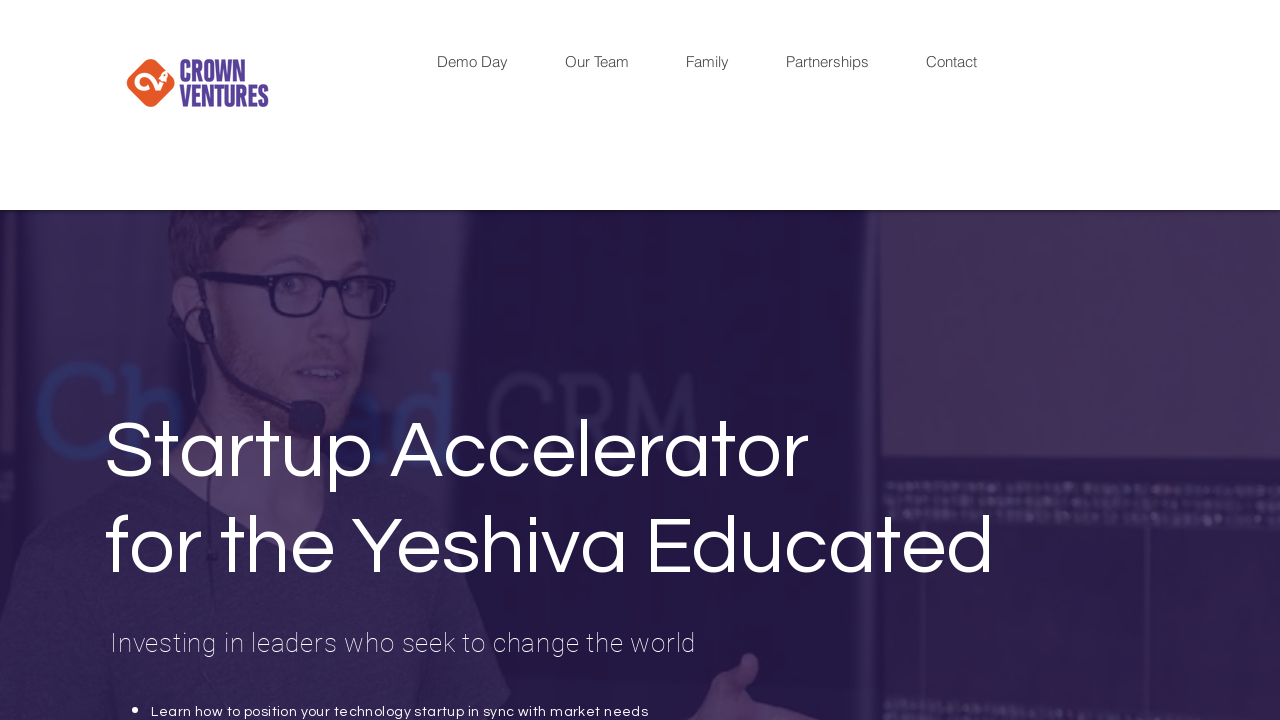 CROWN
VENTURES
Demo Day
Our Team
Family
Partnerships
Contact
CRM
Startup Accelerator
for the Yeshiva Educated
Investing in leaders who seek to change the world
Learn how to position your technology startup in sync with market needs